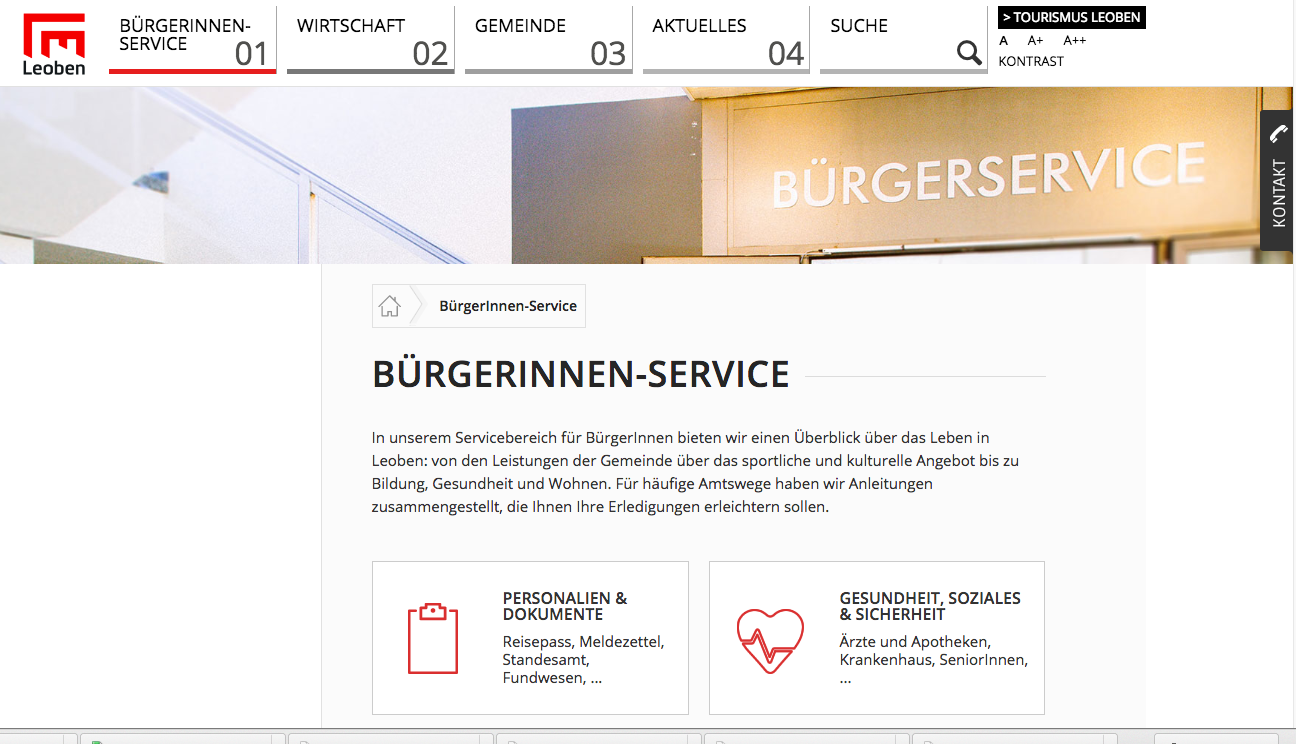 Leoben
BÜRGERINNEN-
SERVICE
01
WIRTSCHAFT
02
GEMEINDE
03
AKTUELLES
04
SUCHE
> TOURISMUS LEOBEN
A A+ A++
KONTRAST
BÜRGERSERVICE
KONTAKT
BürgerInnen-Service
BÜRGERINNEN-SERVICE
In unserem Servicebereich für BürgerInnen bieten wir einen Überblick über das Leben in
Leoben: von den Leistungen der Gemeinde über das sportliche und kulturelle Angebot bis zu
Bildung, Gesundheit und Wohnen. Für häufige Amtswege haben wir Anleitungen
zusammengestellt, die Ihnen Ihre Erledigungen erleichtern sollen.
PERSONALIEN &
DOKUMENTE
Reisepass, Meldezettel,
Standesamt,
Fundwesen, ...
GESUNDHEIT, SOZIALES
& SICHERHEIT
Ärzte und Apotheken,
Krankenhaus, SeniorInnen,
...